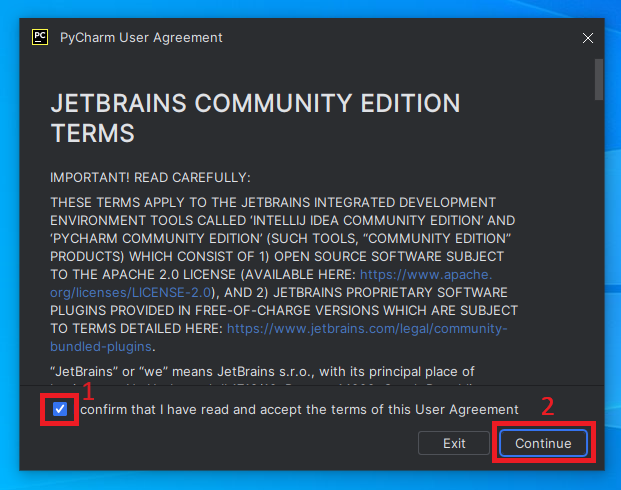 PC PyCharm User Agreement
JETBRAINS COMMUNITY EDITION
TERMS
IMPORTANT! READ CAREFULLY:
THESE TERMS APPLY TO THE JETBRAINS INTEGRATED DEVELOPMENT
ENVIRONMENT TOOLS CALLED ‘INTELLIJ IDEA COMMUNITY EDITION’ AND
‘PYCHARM COMMUNITY EDITION’ (SUCH TOOLS, “COMMUNITY EDITION”
PRODUCTS) WHICH CONSIST OF 1) OPEN SOURCE SOFTWARE SUBJECT
TO THE APACHE 2.0 LICENSE (AVAILABLE HERE: https://www.apache.
org/licenses/LICENSE-2.0), AND 2) JETBRAINS PROPRIETARY SOFTWARE
PLUGINS PROVIDED IN FREE-OF-CHARGE VERSIONS WHICH ARE SUBJECT
TO TERMS DETAILED HERE: https://www.jetbrains.com/legal/community-
bundled-plugins.
“JetBrains” or “we” means JetBrains s.r.o., with its principal place of
1
confirm that I have read and accept the terms of this User Agreement
2
Exit Continue